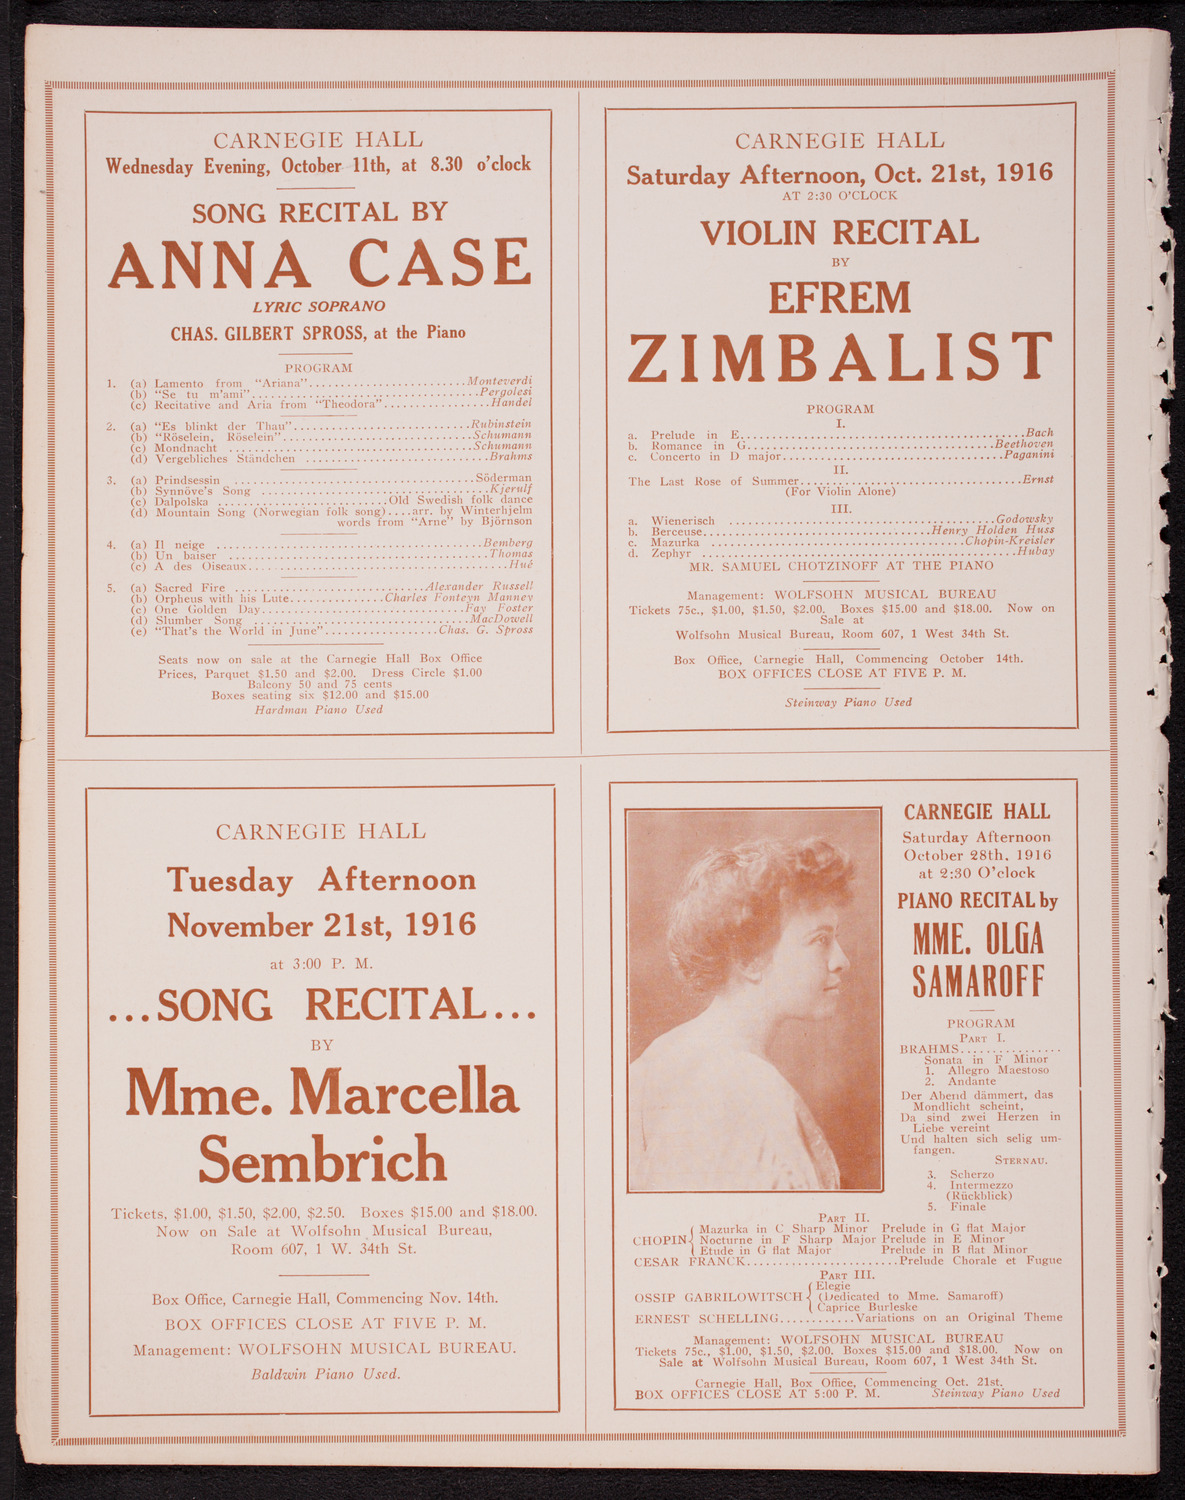 CARNEGIE HALL
Wednesday Evening, October 11th, at 8.30 o'clock
SONG RECITAL BY
ANNA CASE
LYRIC SOPRANO
CHAS. GILBERT SPROSS, at the Piano
PROGRAM
1. (a) Lamento from "Ariana"........................Monteverdi
(b) "Se tu m'ami"...................................Pergolesi
(c) Recitative and Aria from "Theodora"................Handel
2. (a) "Es blinkt der Thau"...........................Rubinstein
(b) "Röselein, Röselein".............................Schumann
(c) Mondnacht ......................................Schumann
(d) Vergebliches Ständchen ............................Brahms
3. (a) Prindsessin .....................................Söderman
(b) Synnöve's Song ....................................Kjerulf
(c) Dalpolska ..........................Old Swedish folk dance
(d) Mountain Song (Norwegian folk song)....arr. by Winterhjelm
words from "Arne" by Björnson
4. (a) Il neige .........................................Bemberg
(b) Un baiser ........................................Thomas
(c) A des Oiseaux........................................Hué
5. (a) Sacred Fire .............................Alexander Russell
(b) Orpheus with his Lute...............Charles Fonteyn Manney
(c) One Golden Day...............................Fay Foster
(d) Slumber Song .................................MacDowell
(e) "That's the World in June"..................Chas. G. Spross
Seats now on sale at the Carnegie Hall Box Office
Prices, Parquet $1.50 and $2.00. Dress Circle $1.00
Balcony 50 and 75 cents
Boxes seating six $12.00 and $15.00
Hardman Piano Used
CARNEGIE HALL
Saturday Afternoon, Oct. 21st, 1916
AT 2:30 O'CLOCK
VIOLIN RECITAL
BY
EFREM
ZIMBALIST
PROGRAM
I.
a. Prelude in E............................................Bach
b. Romance in G.......................................Beethoven
c. Concerto in D major..................................Paganini
II.
The Last Rose of Summer..................................Ernst
(For Violin Alone)
III.
a. Wienerisch .........................................Godowsky
b. Berceuse...................................Henry Holden Huss
c. Mazurka .......................................Chopin-Kreisler
d. Zephyr ................................................Hubay
MR. SAMUEL CHOTZINOFF AT THE PIANO
Management: WOLFSOHN MUSICAL BUREAU
Tickets 75c., $1.00, $1.50, $2.00. Boxes $15.00 and $18.00. Now on
Sale at
Wolfsohn Musical Bureau, Room 607, 1 West 34th St.
Box Office, Carnegie Hall, Commencing October 14th.
BOX OFFICES CLOSE AT FIVE P. M.
Steinway Piano Used
CARNEGIE HALL
Tuesday Afternoon
November 21st, 1916
at 3:00 P. M.
...SONG RECITAL...
BY
Mme. Marcella
Sembrich
Tickets, $1.00, $1.50, $2.00, $2.50. Boxes $15.00 and $18.00.
Now on Sale at Wolfsohn Musical Bureau,
Room 607, 1 W. 34th St.
Box Office, Carnegie Hall, Commencing Nov. 14th.
BOX OFFICES CLOSE AT FIVE P. M.
Management: WOLFSOHN MUSICAL BUREAU.
Baldwin Piano Used.
CARNEGIE HALL
Saturday Afternoon
October 28th, 1916
at 2:30 O'clock
PIANO RECITAL by
MME. OLGA
SAMAROFF
PROGRAM
PART I.
BRAHMS................
Sonata in F Minor
1. Allegro Maestoso
2. Andante
Der Abend dämmert, das
Mondlicht scheint,
Da sind zwei Herzen in
Liebe vereint
Und halten sich selig um-
fangen.
STERNAU.
3. Scherzo
4. Intermezzo
(Rückblick)
5. Finale
PART II.
Mazurka in C Sharp Minor Prelude in G flat Major
CHOPIN Nocturne in F Sharp Major Prelude in E Minor
Etude in G flat Major Prelude in B flat Minor
CESAR FRANCK.......................Prelude Chorale et Fugue
PART III.
Elegie
OSSIP GABRILOWITSCH (Dedicated to Mme. Samaroff)
Caprice Burleske
ERNEST SCHELLING............Variations on an Original Theme
Management: WOLFSOHN MUSICAL BUREAU
Tickets 75c., $1.00, $1.50, $2.00. Boxes $15.00 and $18.00. Now on
Sale at Wolfsohn Musical Bureau, Room 607, 1 West 34th St.
Carnegie Hall, Box Office, Commencing Oct. 21st.
BOX OFFICES CLOSE AT 5:00 P. M. Steinway Piano Used